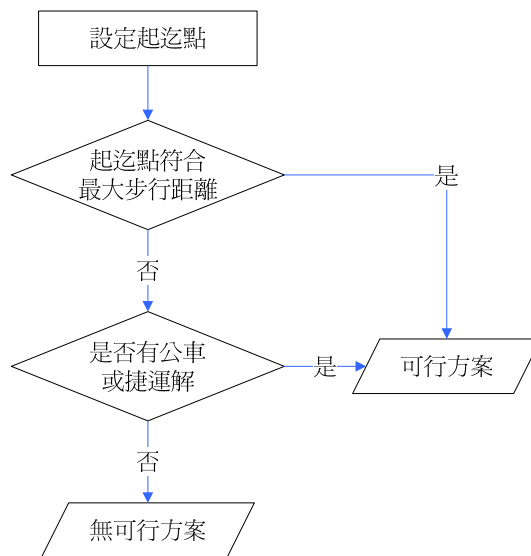 設定起迄點
起迄點符合
最大步行距離
是
否
是否有公車
或捷運解
是
可行方案
否
無可行方案